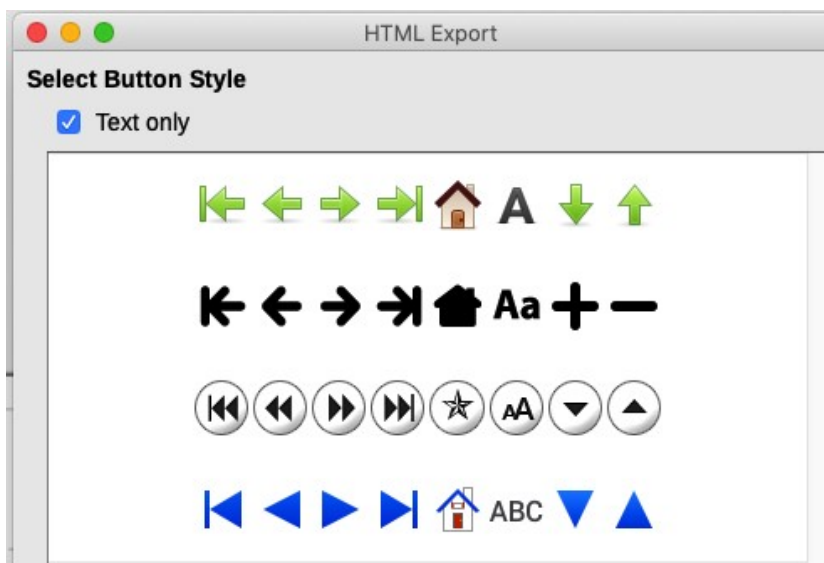 HTML Export
Select Button Style
Text only
A
Aa
AA
ABC